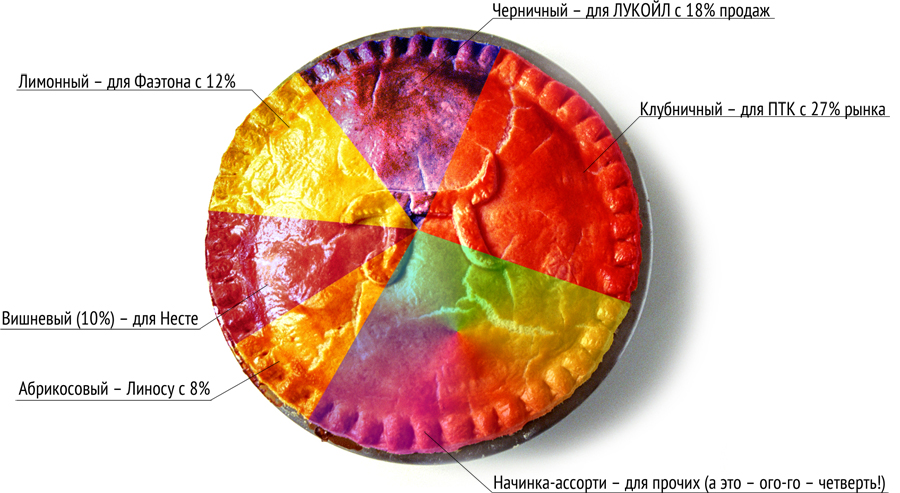 Черничный – для ЛУКОЙЛ с 18% продаж
Лимонный – для Фаэтона с 12%
Клубничный – для ПТК с 27% рынка
Вишневый (10%) – для Несте
Абрикосовый – Линосу с 8%
Начинка-ассорти – для прочих (а это – ого-го – четверть!)